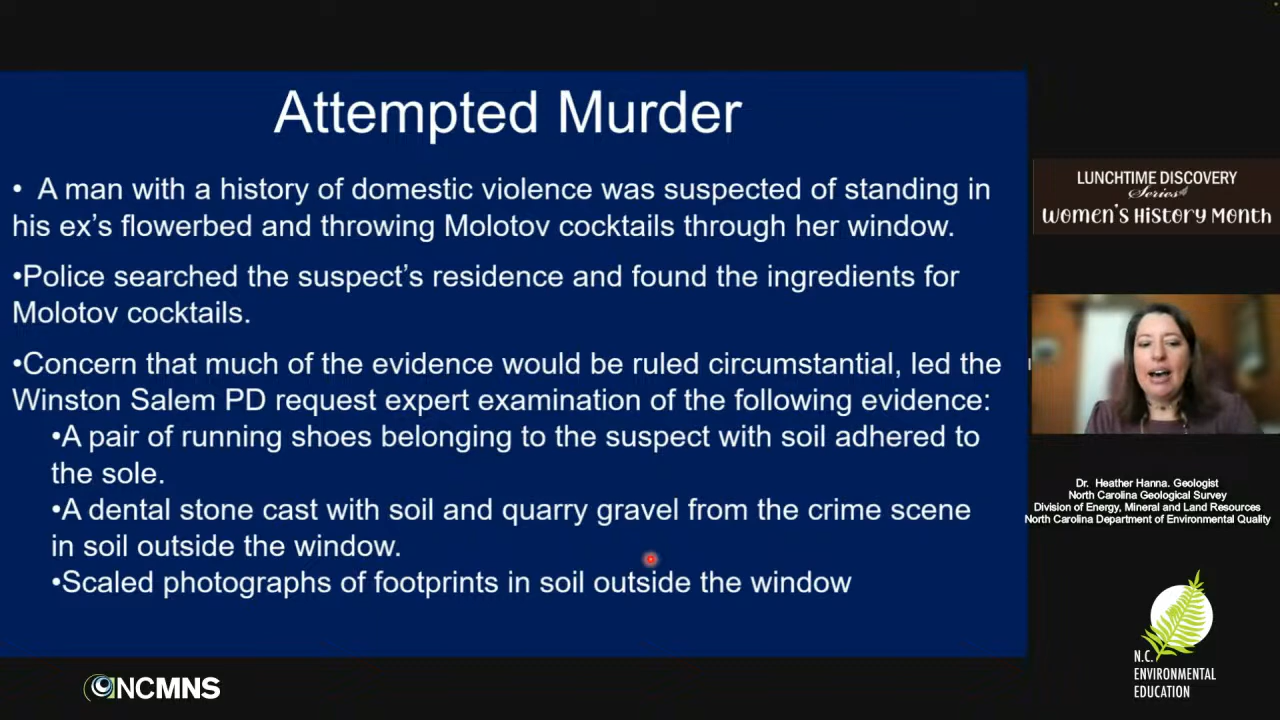 Attempted Murder
• A man with a history of domestic violence was suspected of standing in
his ex's flowerbed and throwing Molotov cocktails through her window.
•Police searched the suspect's residence and found the ingredients for
Molotov cocktails.
•Concern that much of the evidence would be ruled circumstantial, led the
Winston Salem PD request expert examination of the following evidence:
•A pair of running shoes belonging to the suspect with soil adhered to
the sole.
•A dental stone cast with soil and quarry gravel from the crime scene
in soil outside the window.
•Scaled photographs of footprints in soil outside the window
LUNCHTIME DISCOVERY
Series
Women's History Month
Dr. Heather Hanna. Geologist
North Carolina Geological Survey
Division of Energy, Mineral and Land Resources
North Carolina Department of Environmental Quality
NCMNS
N.C.
ENVIRONMENTAL
EDUCATION